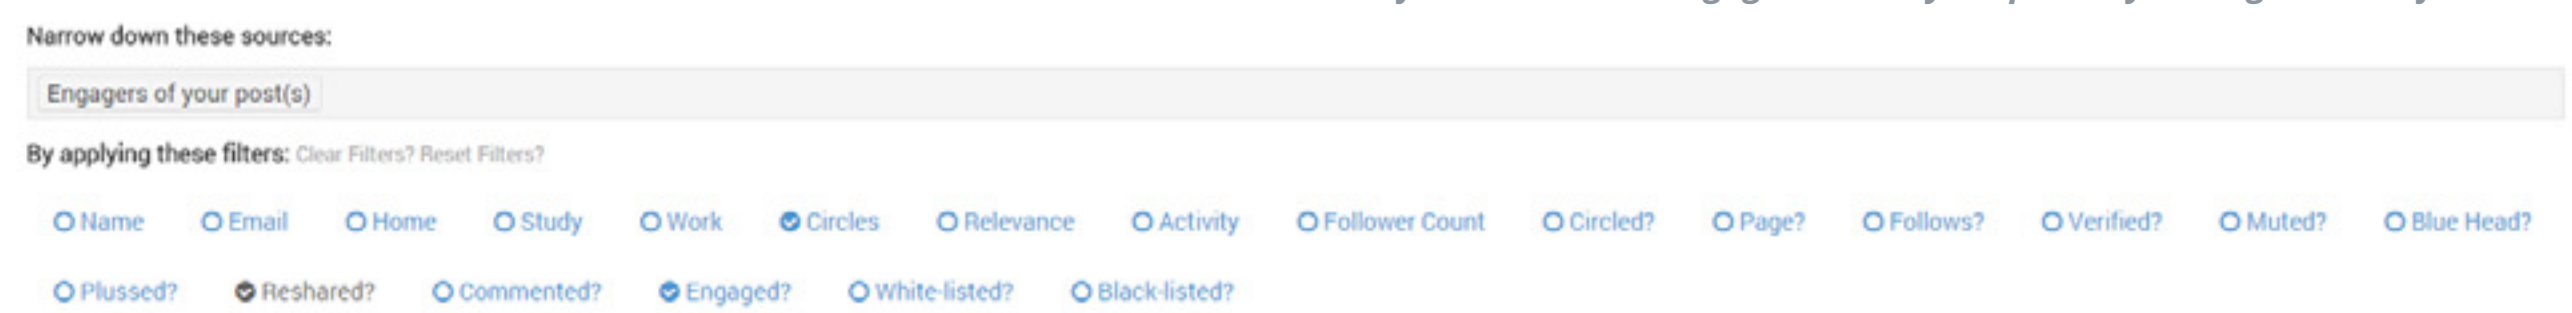 Narrow down these sources:
Engagers of your post(s)
By applying these filters: Clear Filters? Reset Filters?
Name Email Home Study Work Circles Relevance Activity Follower Count Circled? Page? Follows? Verified? Muted? Blue Head?
Plussed? Reshared? Commented? Engaged? White-listed? Black-listed?